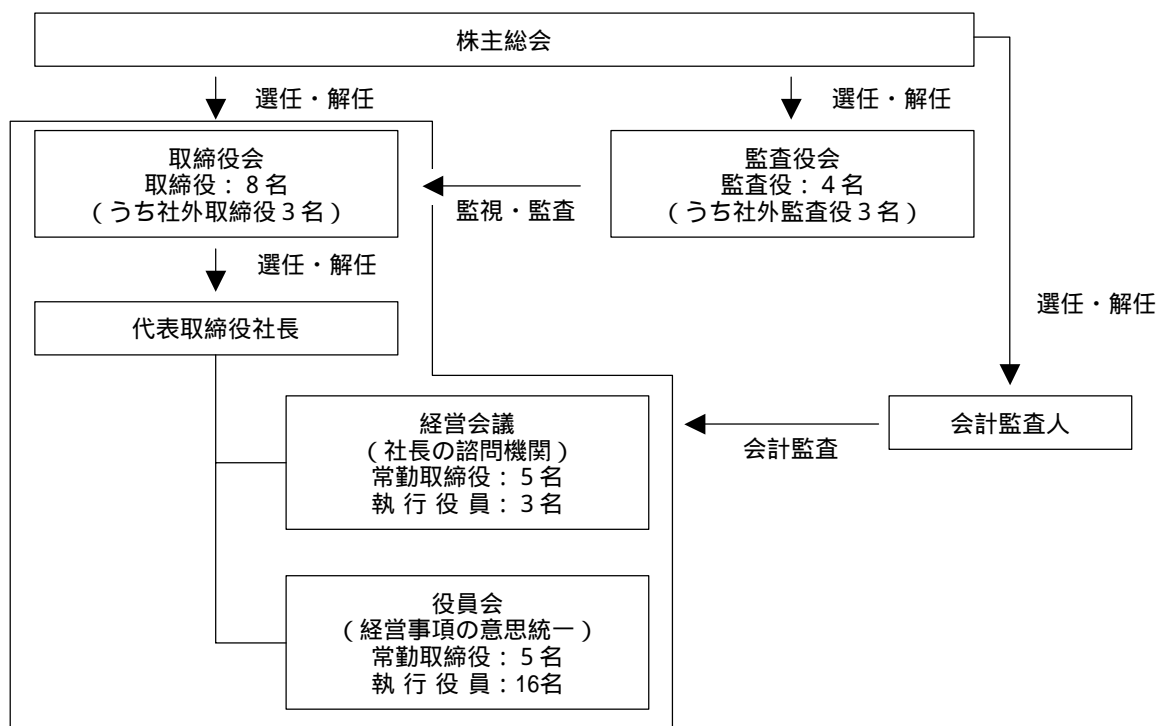 株主総会
選任・解任
選任・解任
取締役会
取締役：８名
（うち社外取締役３名）
監視・監査
監査役会
監査役：４名
（うち社外監査役３名）
選任・解任
選任・解任
代表取締役社長
経営会議
（社長の諮問機関）
常勤取締役：５名
執 行 役 員：３名
会計監査
会計監査人
役員会
（経営事項の意思統一）
常勤取締役：５名
執 行 役 員：16名